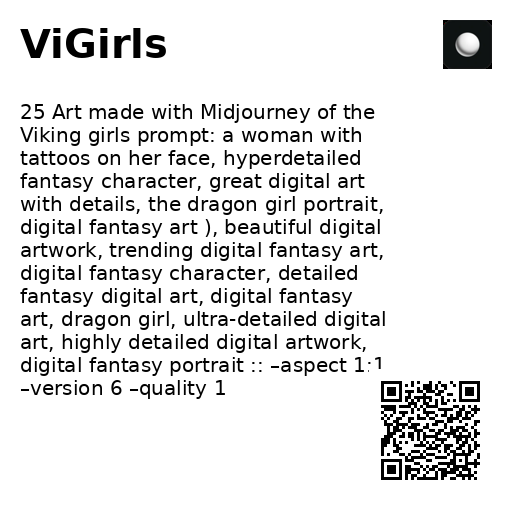 ViGirls
25 Art made with Midjourney of the
Viking girls prompt: a woman with
tattoos on her face, hyperdetailed
fantasy character, great digital art
with details, the dragon girl portrait,
digital fantasy art ), beautiful digital
artwork, trending digital fantasy art,
digital fantasy character, detailed
fantasy digital art, digital fantasy
art, dragon girl, ultra-detailed digital
art, highly detailed digital artwork,
digital fantasy portrait :: –aspect 1:1
–version 6 –quality 1